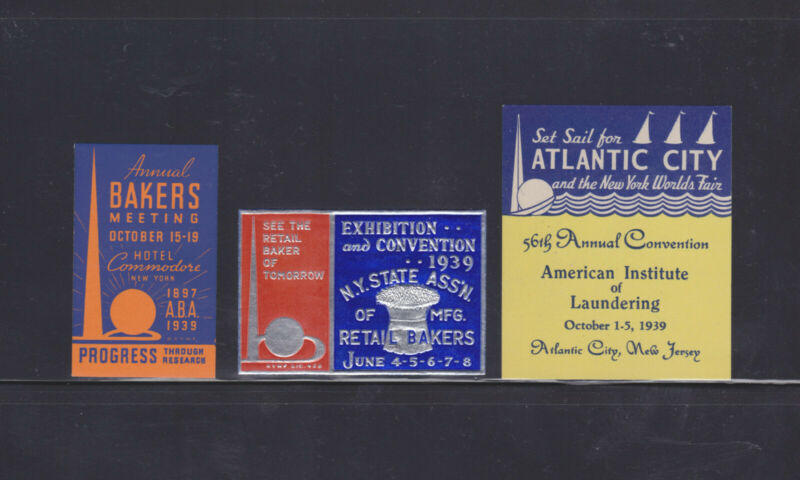 Annual
BAKERS
MEETING
OCTOBER 15-19
HOTEL
Commodore
NEW YORK
1897
A.B.A.
1939
PROGRESS THROUGH
RESEARCH
SEE THE
RETAIL
BAKER
OF
TOMORROW
EXHIBITION ··
and CONVENTION
·· 1939
N.Y. STATE ASS'N.
OF MFG.
RETAIL BAKERS
JUNE 4-5-6-7-8
Set Sail for
ATLANTIC CITY
and the New York Worlds Fair
56th Annual Convention
American Institute
of
Laundering
October 1-5, 1939
Atlantic City, New Jersey